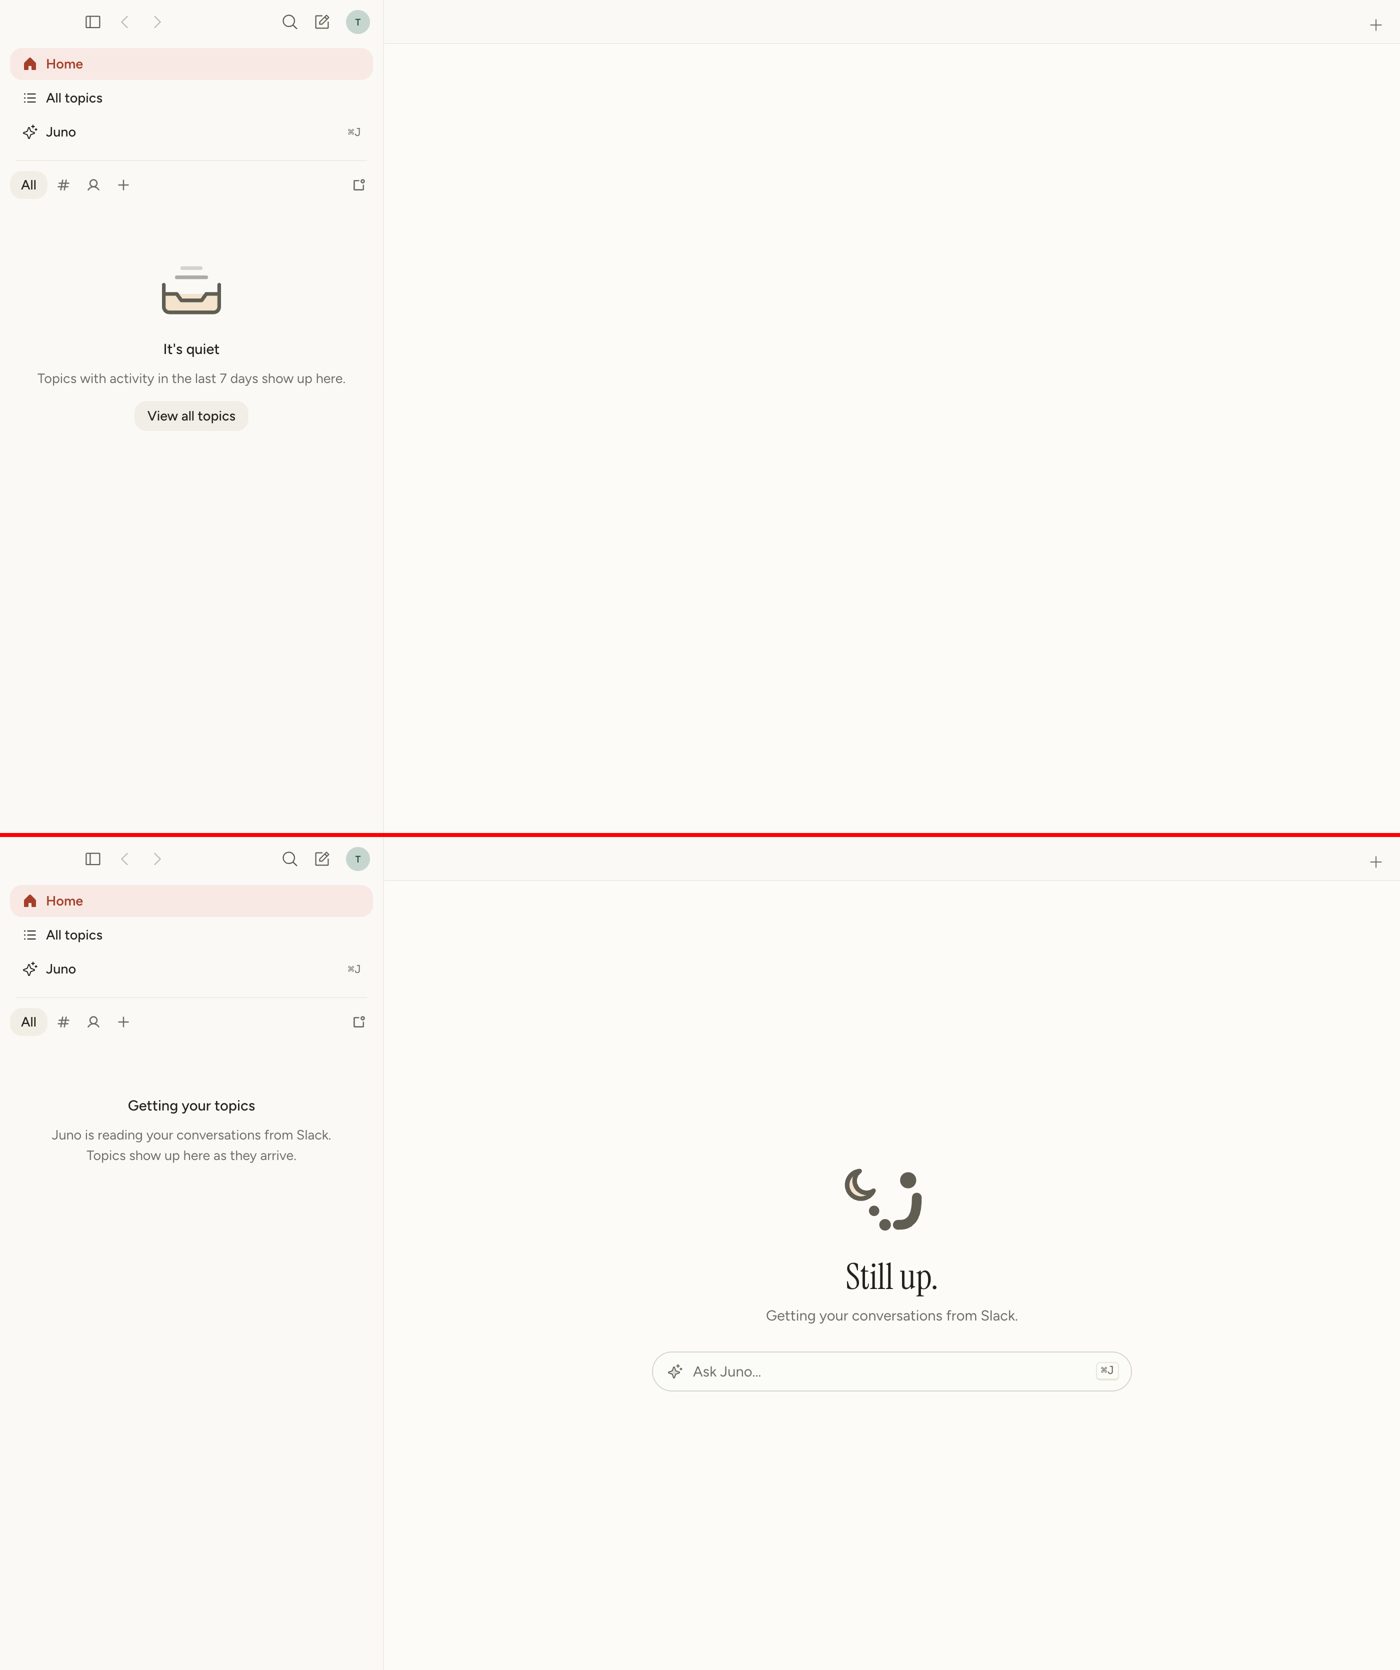 T
Home
All topics
Juno ⌘J
All
It's quiet
Topics with activity in the last 7 days show up here.
View all topics
T
Home
All topics
Juno ⌘J
All
Getting your topics
Juno is reading your conversations from Slack.
Topics show up here as they arrive.
Still up.
Getting your conversations from Slack.
Ask Juno... ⌘J